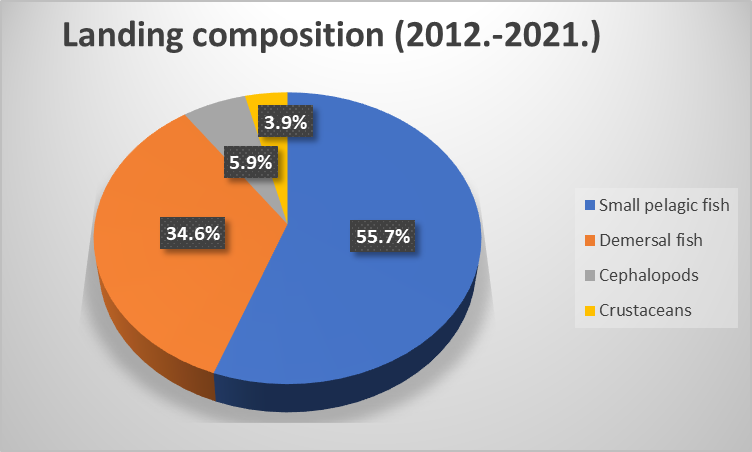 Landing composition (2012.-2021.)
3.9%
5.9%
34.6%
55.7%
Small pelagic fish
Demersal fish
Cephalopods
Crustaceans